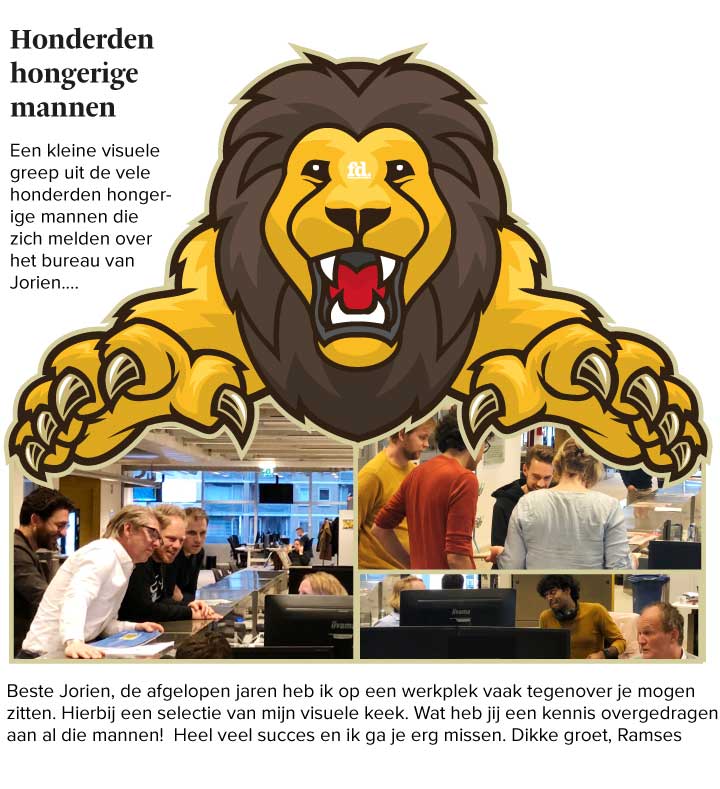 Honderden
hongerige
mannen
Een kleine visuele
greep uit de vele
honderden honger-
ige mannen die
zich melden over
het bureau van
Jorien....
fd.
iiyama
iiyama
Beste Jorien, de afgelopen jaren heb ik op een werkplek vaak tegenover je mogen
zitten. Hierbij een selectie van mijn visuele keek. Wat heb jij een kennis overgedragen
aan al die mannen!  Heel veel succes en ik ga je erg missen. Dikke groet, Ramses